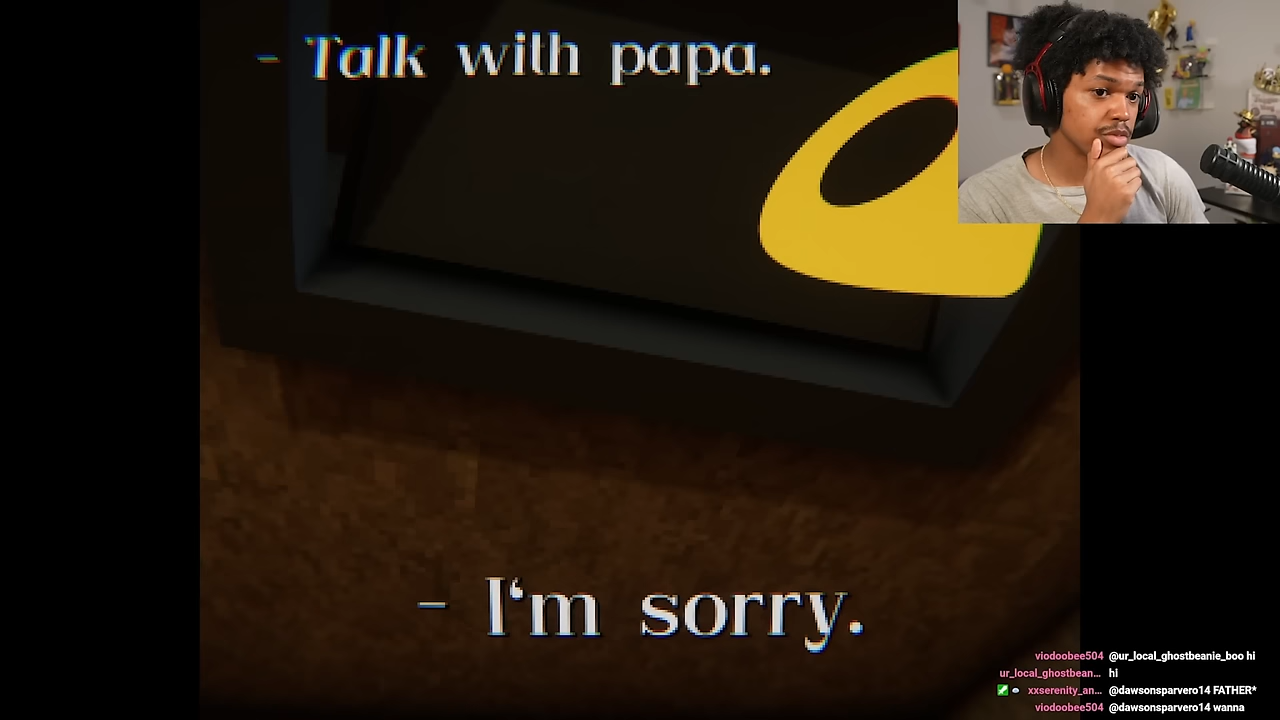 - Talk with papa.
- I'm sorry.
viodoobee504 @ur_local_ghostbeanie_boo hi
ur_local_ghostbean... hi
xxserenity_an... @dawsonsparvero14 FATHER*
viodoobee504 @dawsonsparvero14 wanna